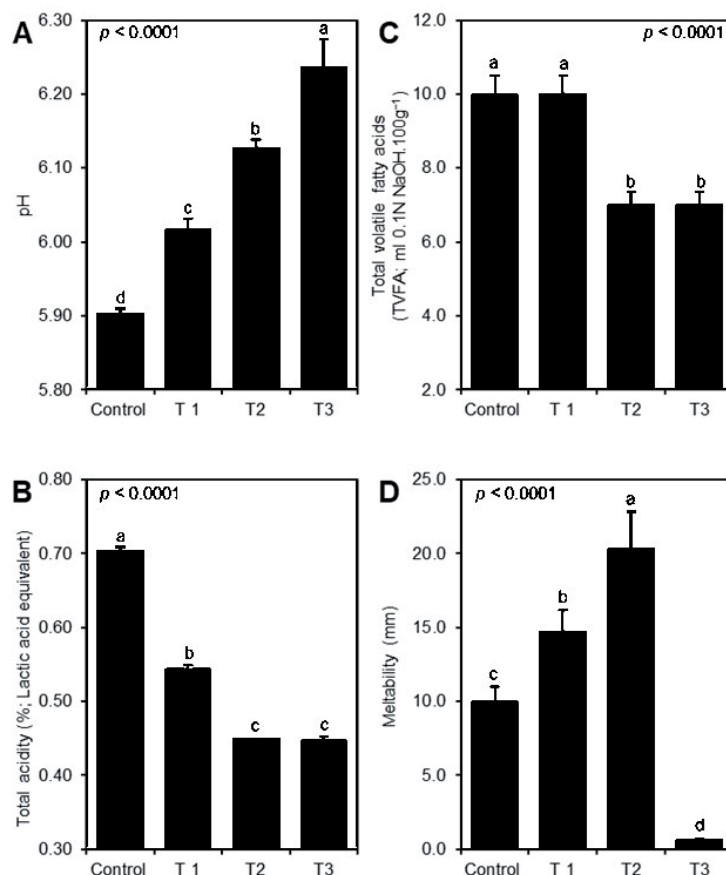 A
p < 0.0001
pH
6.30
6.20
6.10
6.00
5.90
5.80
d
c
b
a
Control
T 1
T2
T3
C
p < 0.0001
Total volatile fatty acids
(TVFA; ml 0.1N NaOH.100g⁻¹)
12.0
10.0
8.0
6.0
4.0
2.0
a
a
b
b
Control
T 1
T2
T3
B
p < 0.0001
Total acidity (%; Lactic acid equivalent)
0.80
0.70
0.60
0.50
0.40
0.30
a
b
c
c
Control
T 1
T2
T3
D
p < 0.0001
Meltability (mm)
25.0
20.0
15.0
10.0
5.0
0.0
c
b
a
d
Control
T 1
T2
T3